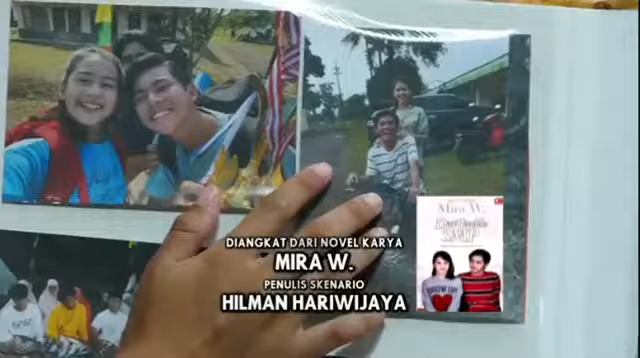 DIANGKAT DARI NOVEL KARYA
MIRA W.
PENULIS SKENARIO
HILMAN HARIWIJAYA
Mira W.